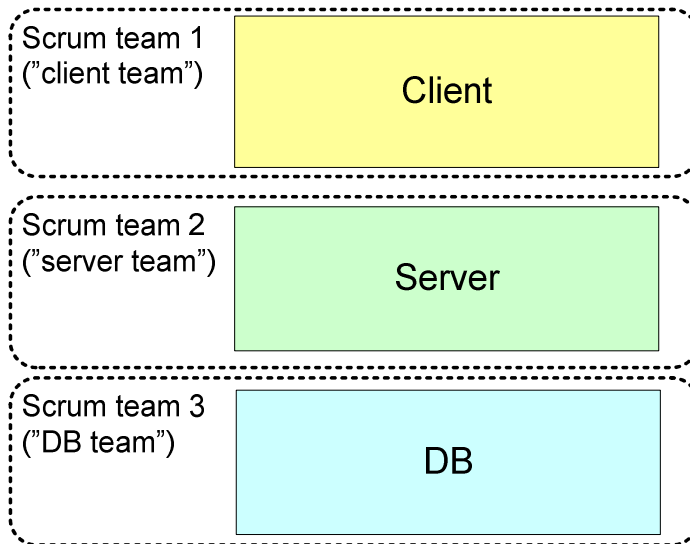 Scrum team 1
(”client team”)
Client
Scrum team 2
(”server team”)
Server
Scrum team 3
(”DB team”)
DB